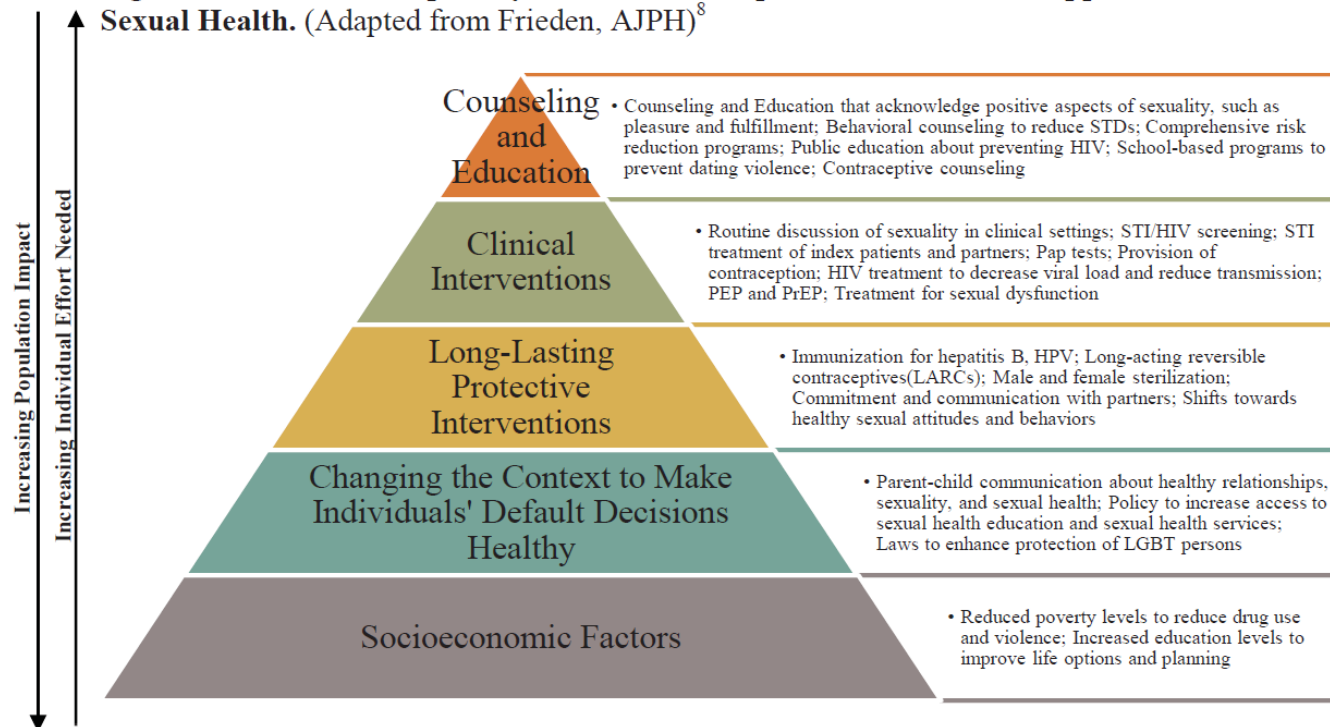 Sexual Health. (Adapted from Frieden, AJPH)8
Increasing Population Impact
Increasing Individual Effort Needed
Counseling
and
Education
• Counseling and Education that acknowledge positive aspects of sexuality, such as
pleasure and fulfillment; Behavioral counseling to reduce STDs; Comprehensive risk
reduction programs; Public education about preventing HIV; School-based programs to
prevent dating violence; Contraceptive counseling
Clinical
Interventions
• Routine discussion of sexuality in clinical settings; STI/HIV screening; STI
treatment of index patients and partners; Pap tests; Provision of
contraception; HIV treatment to decrease viral load and reduce transmission;
PEP and PrEP; Treatment for sexual dysfunction
Long-Lasting
Protective
Interventions
• Immunization for hepatitis B, HPV; Long-acting reversible
contraceptives(LARCs); Male and female sterilization;
Commitment and communication with partners; Shifts towards
healthy sexual attitudes and behaviors
Changing the Context to Make
Individuals' Default Decisions
Healthy
• Parent-child communication about healthy relationships,
sexuality, and sexual health; Policy to increase access to
sexual health education and sexual health services;
Laws to enhance protection of LGBT persons
Socioeconomic Factors
• Reduced poverty levels to reduce drug use
and violence; Increased education levels to
improve life options and planning